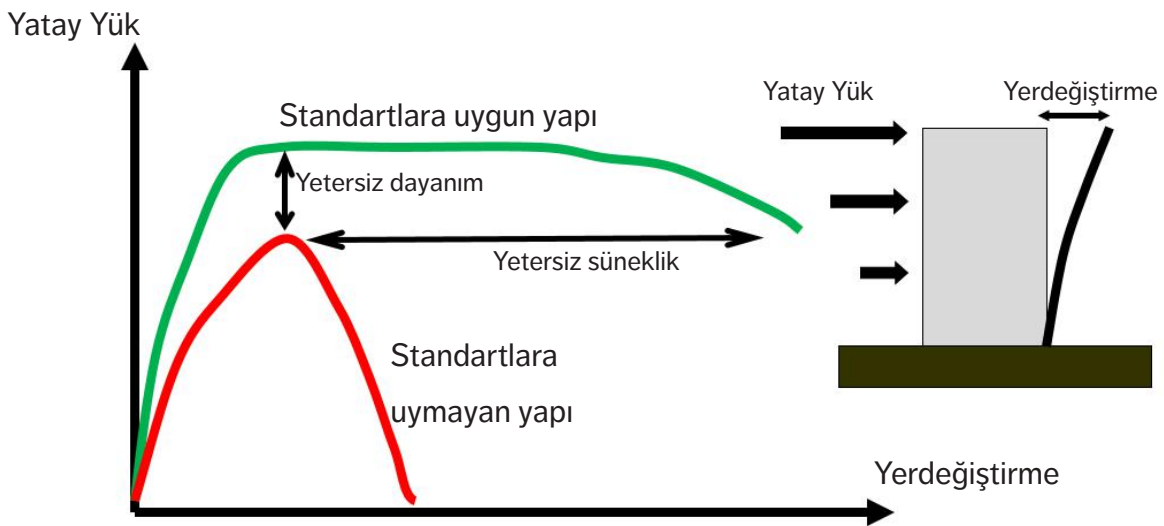 Yatay Yük
Standartlara uygun yapı
Yetersiz dayanım
Yetersiz süneklik
Standartlara
uymayan yapı
Yerdeğiştirme
Yatay Yük
Yerdeğiştirme